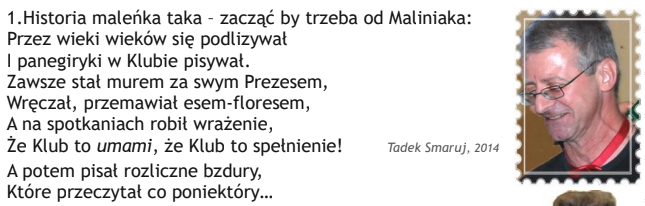 1.Historia maleńka taka – zacząć by trzeba od Maliniaka:
Przez wieki wieków się podlizywał
I panegiryki w Klubie pisywał.
Zawsze stał murem za swym Prezesem,
Wręczał, przemawiał esem-floresem,
A na spotkaniach robił wrażenie,
Że Klub to umami, że Klub to spełnienie!
Tadek Smaruj, 2014
A potem pisał rozliczne bzdury,
Które przeczytał co poniektóry…